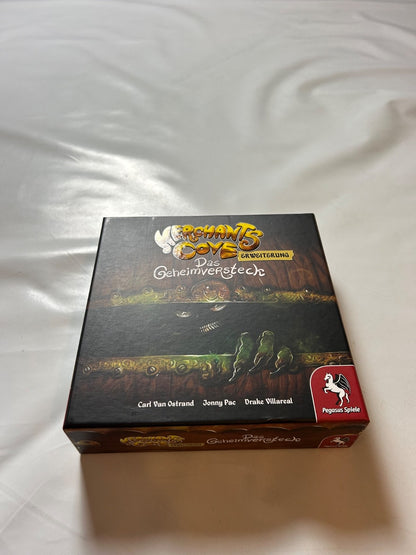 MERCHANTS
COVE
ERWEITERUNG
Das
Geheimversteck
Carl Van Ostrand Jonny Pac Drake Villareal
Pegasus Spiele
Das
Geheimversteck